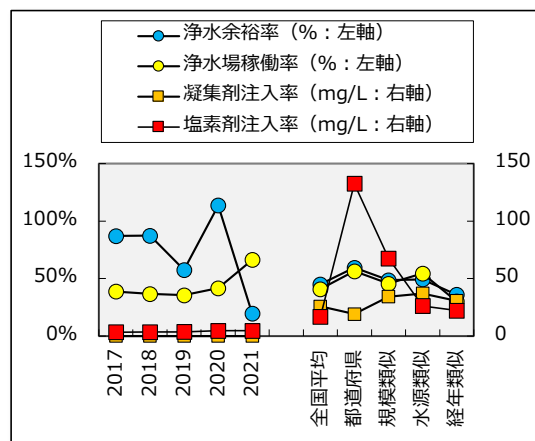 浄水余裕率（%：左軸）
浄水場稼働率（%：左軸）
凝集剤注入率（mg/L：右軸）
塩素剤注入率（mg/L：右軸）
150% 150
100% 100
50% 50
0% 0
2017 2018 2019 2020 2021 全国平均 都道府県 規模類似 水源類似 経年類似